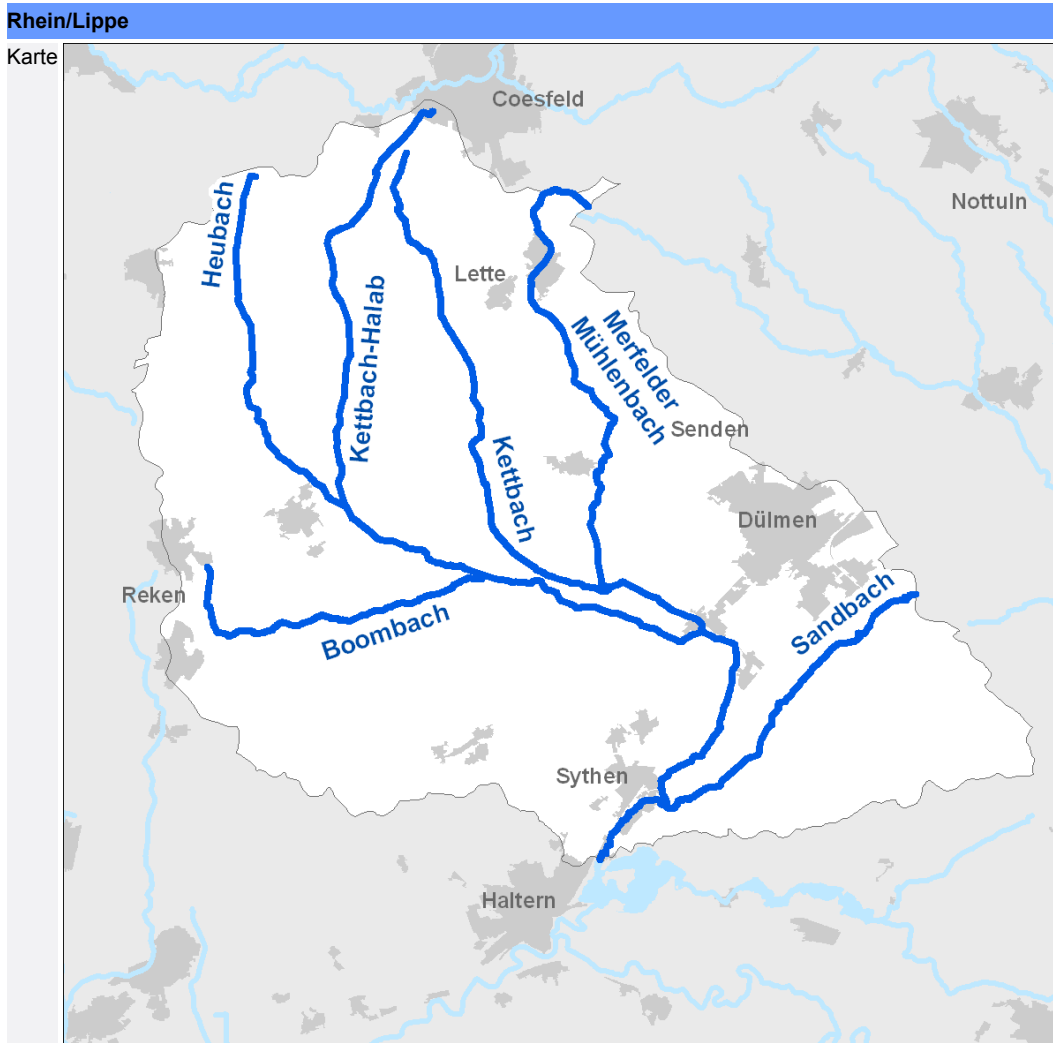 Rhein/Lippe
Karte
Coesfeld
Nottuln
Heubach
Lette
Kettbach-Halab
Merfelder
Mühlenbach
Senden
Kettbach
Dülmen
Reken
Boombach
Sandbach
Sythen
Haltern